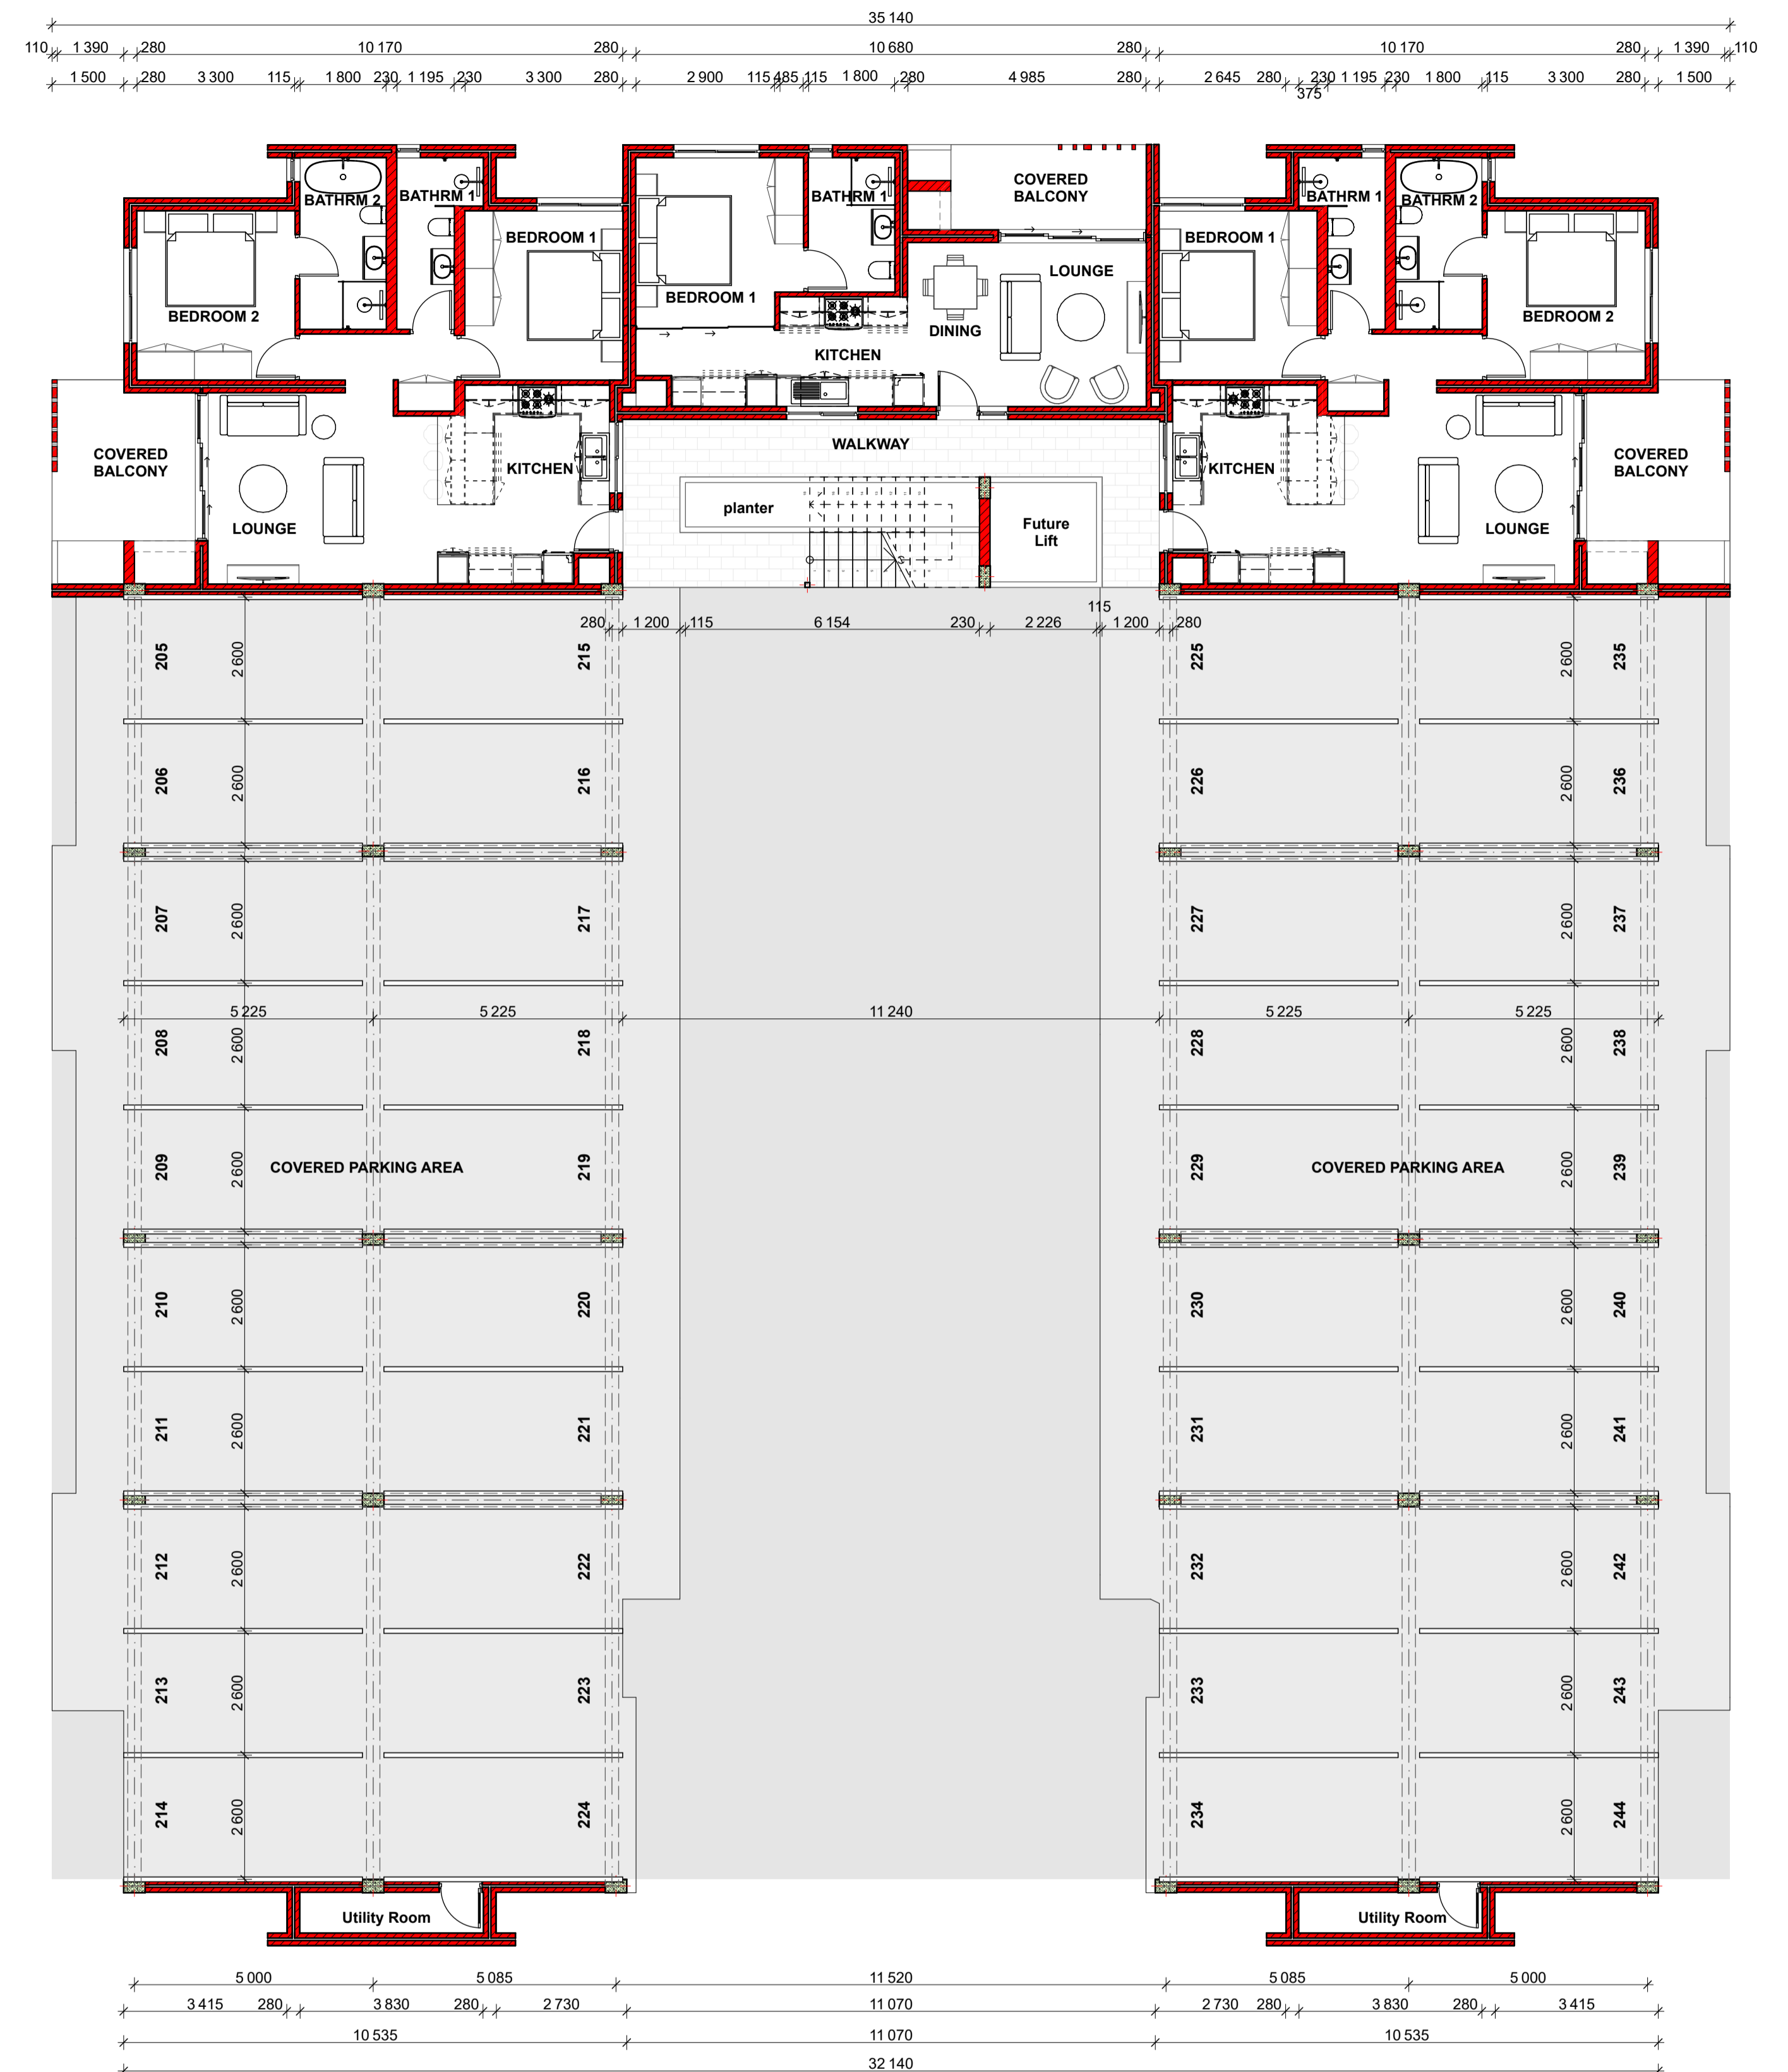 35 140
110 1 390 280 10 170 280 10 680 280 10 170 280 1 390 110
1 500 280 3 300 115 1 800 230 1 195 230 3 300 280 2 900 115 485 115 1 800 280 4 985 280 2 645 280 230 1 195 230 1 800 115 3 300 280 1 500
375
BATHRM 2
BATHRM 1
BEDROOM 1
BEDROOM 2
BATHRM 1
BEDROOM 1
COVERED
BALCONY
LOUNGE
DINING
KITCHEN
BEDROOM 1
BATHRM 1
BATHRM 2
BEDROOM 2
COVERED
BALCONY
LOUNGE
KITCHEN
WALKWAY
planter
Future
Lift
KITCHEN
LOUNGE
COVERED
BALCONY
115
280 1 200 115 6 154 230 2 226 1 200 280
205 2 600 215 225 2 600 235
206 2 600 216 226 2 600 236
207 2 600 217 227 2 600 237
5 225 5 225 11 240 5 225 5 225
208 2 600 218 228 2 600 238
209 2 600 COVERED PARKING AREA 219 229 COVERED PARKING AREA 2 600 239
210 2 600 220 230 2 600 240
211 2 600 221 231 2 600 241
212 2 600 222 232 2 600 242
213 2 600 223 233 2 600 243
214 2 600 224 234 2 600 244
Utility Room Utility Room
5 000 5 085 11 520 5 085 5 000
3 415 280 3 830 280 2 730 11 070 2 730 280 3 830 280 3 415
10 535 11 070 10 535
32 140